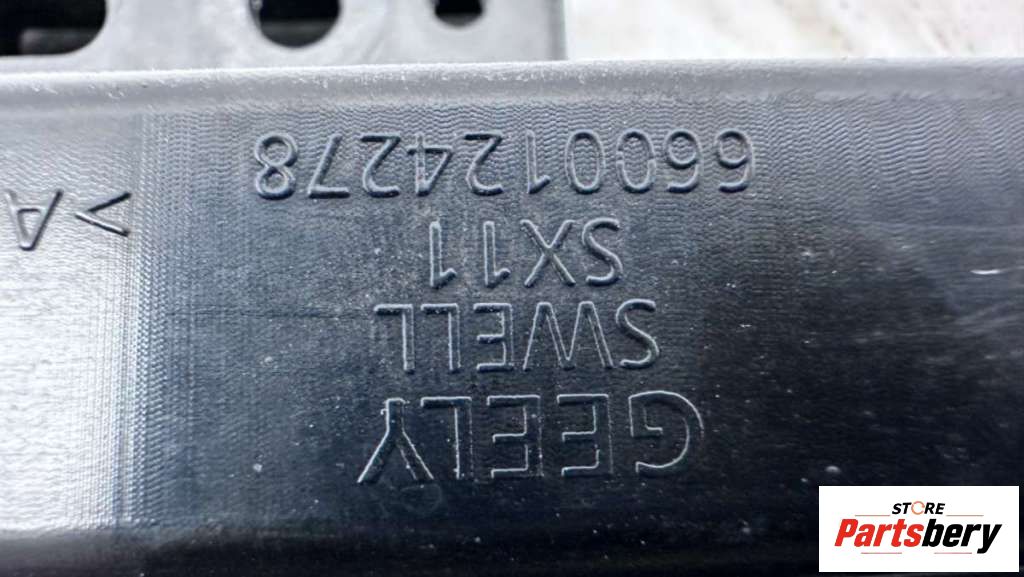 GEELY
SWELL
SX11
6600124278
>A
STORE
Partsbery